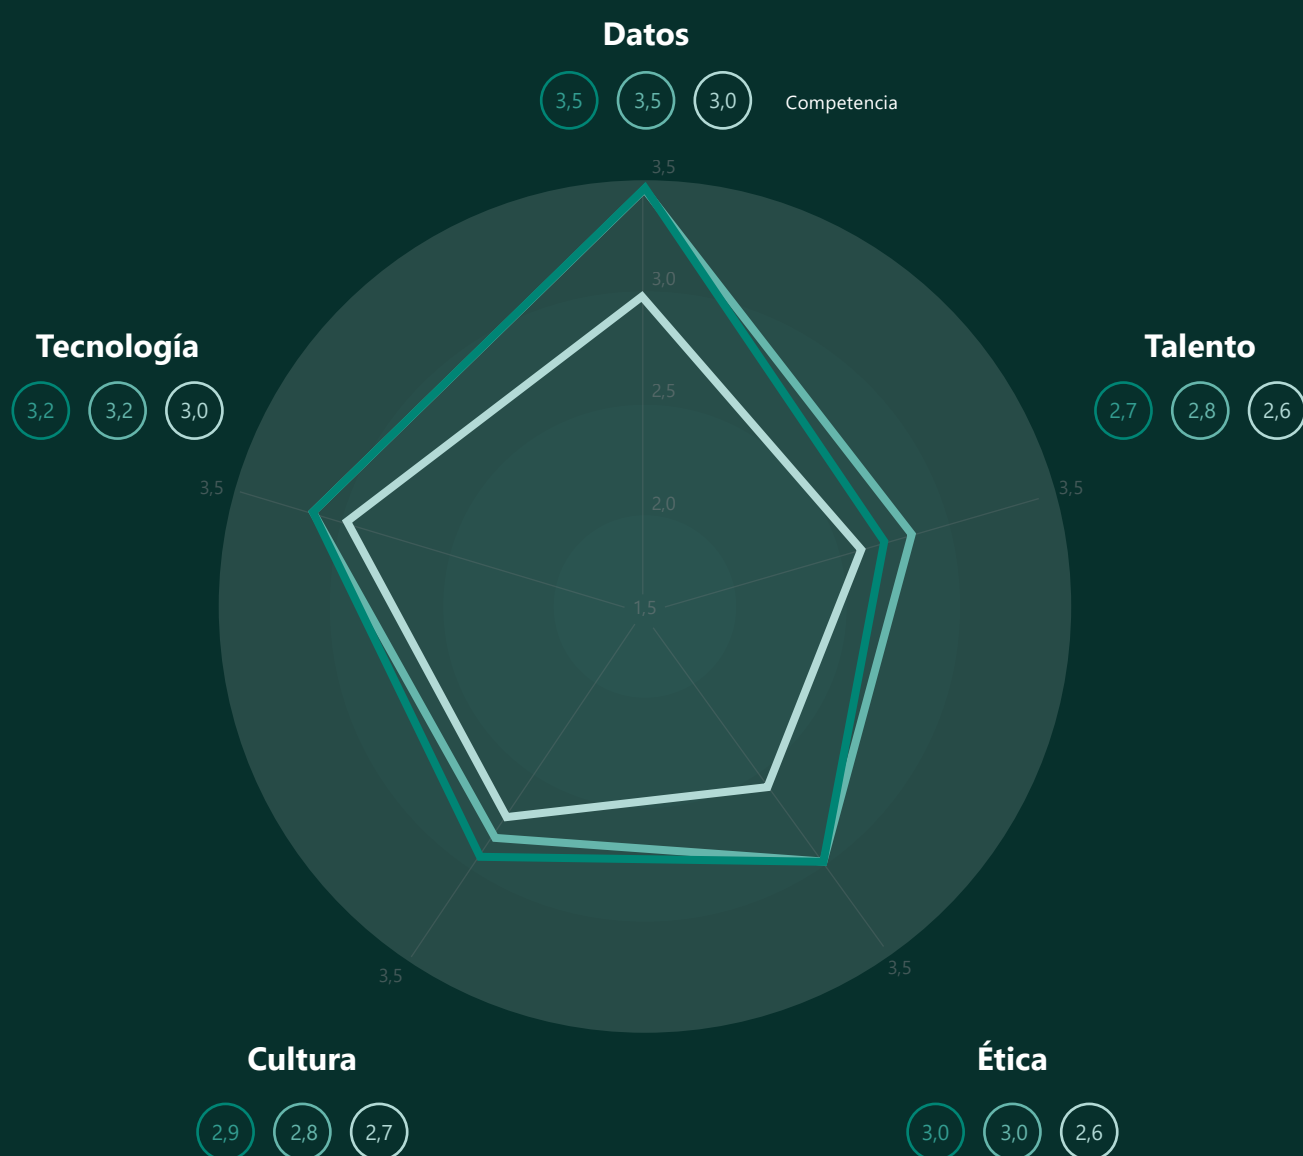 Datos
3,5 3,5 3,0 Competencia
3,5
3,0
Tecnología
3,2 3,2 3,0
Talento
2,7 2,8 2,6
2,5
3,5
3,5
2,0
1,5
3,5
3,5
Cultura
2,9 2,8 2,7
Ética
3,0 3,0 2,6